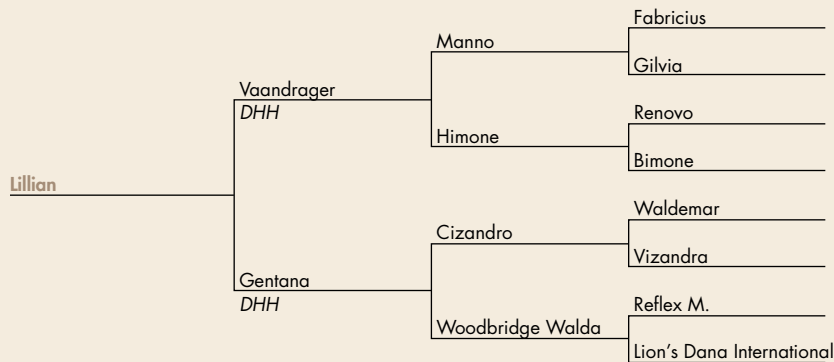 Fabricius
Manno
Gilvia
Vaandrager
DHH
Renovo
Himone
Bimone
Lillian
Waldemar
Cizandro
Vizandra
Gentana
DHH
Reflex M.
Woodbridge Walda
Lion's Dana International